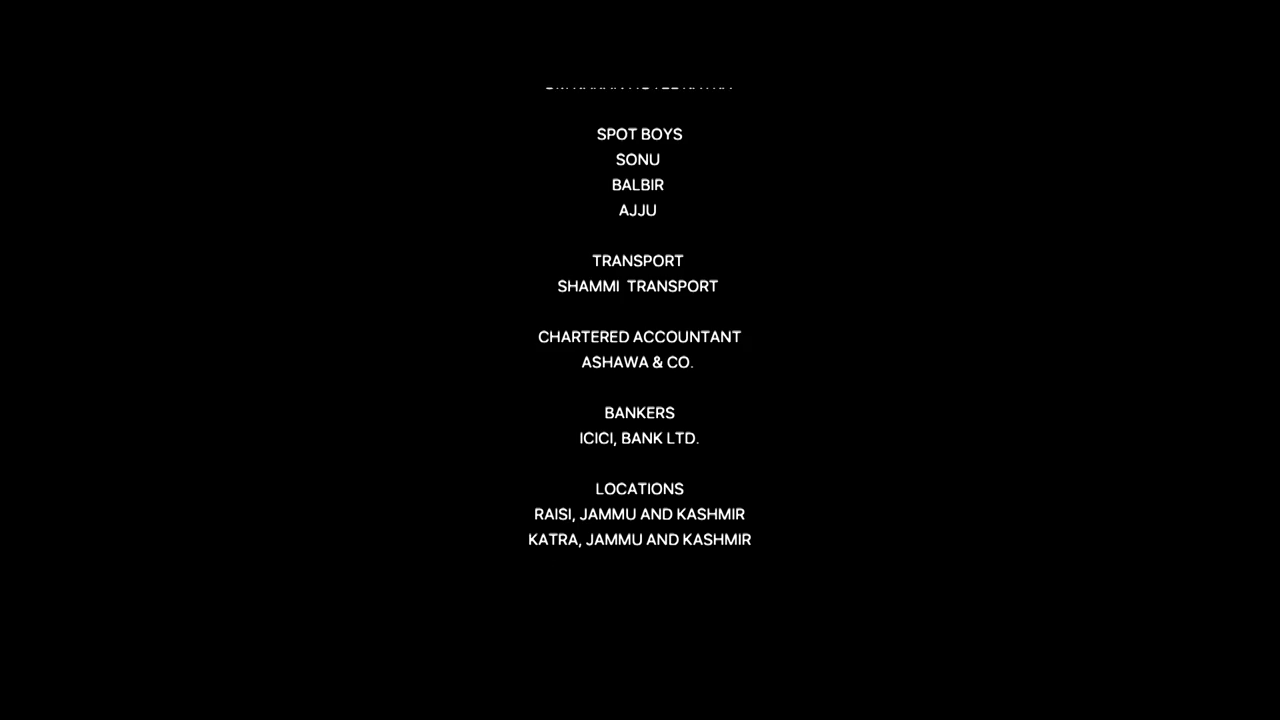 SPOT BOYS
SONU
BALBIR
AJJU
TRANSPORT
SHAMMI  TRANSPORT
CHARTERED ACCOUNTANT
ASHAWA & CO.
BANKERS
ICICI, BANK LTD.
LOCATIONS
RAISI, JAMMU AND KASHMIR
KATRA, JAMMU AND KASHMIR